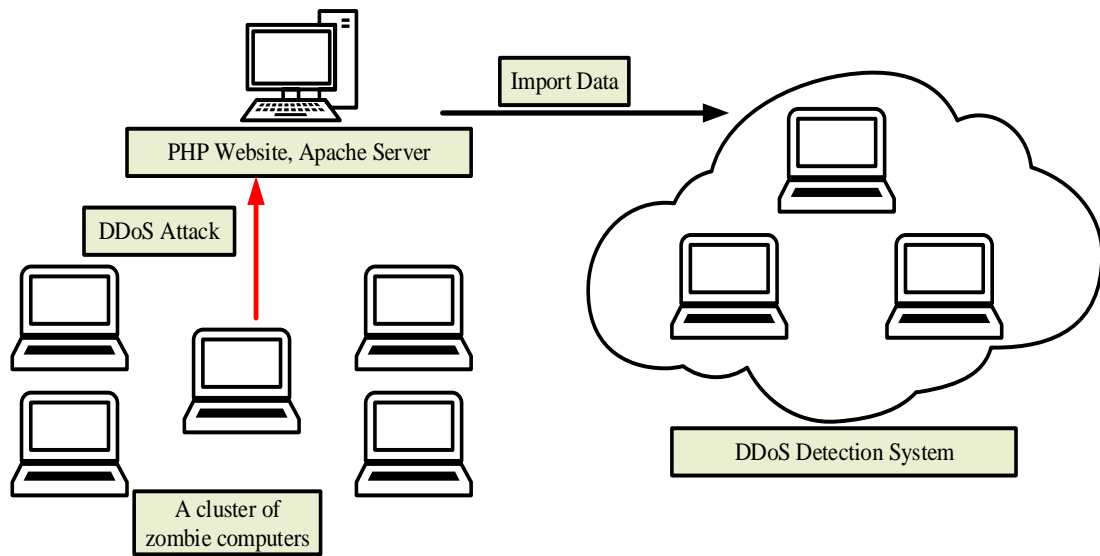 Import Data
PHP Website, Apache Server
DDoS Attack
DDoS Detection System
A cluster of
zombie computers